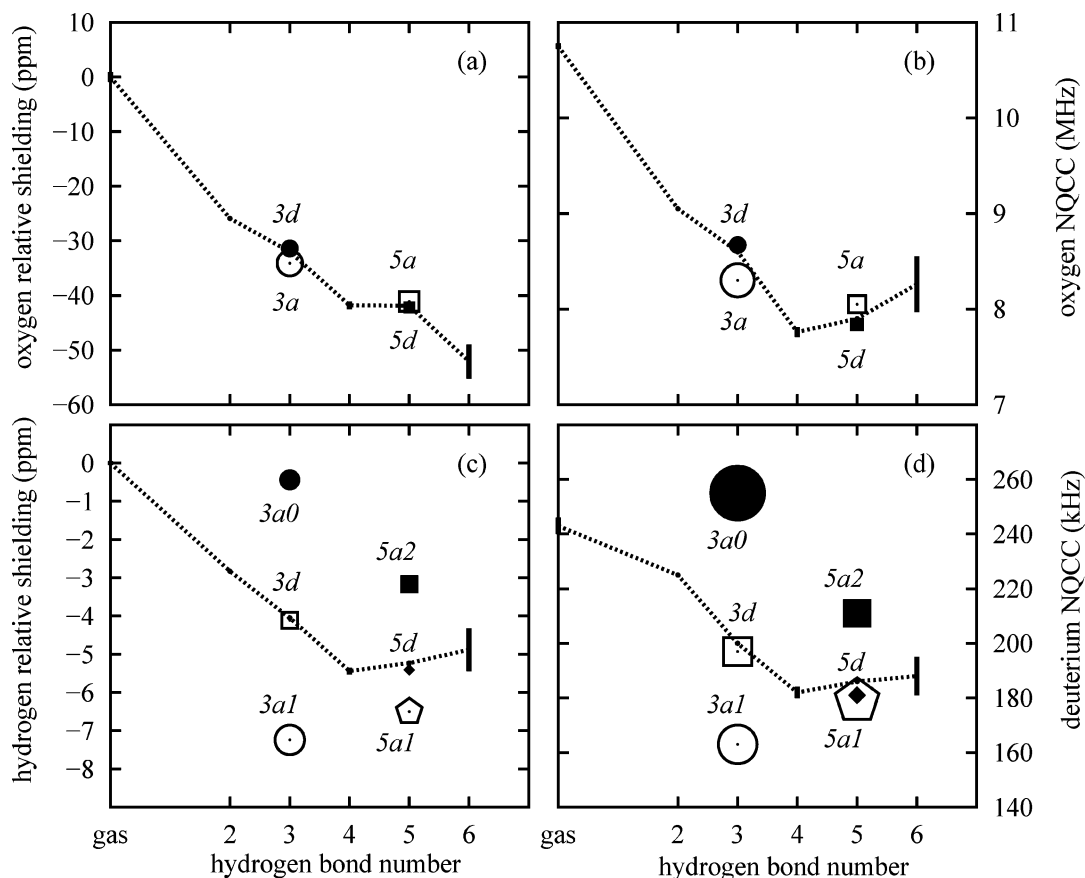 10
0
−10
−20
−30
−40
−50
−60
oxygen relative shielding (ppm)
(a)
3d
3a
5a
5d
11
10
9
8
7
oxygen NQCC (MHz)
(b)
3d
3a
5a
5d
0
−1
−2
−3
−4
−5
−6
−7
−8
hydrogen relative shielding (ppm)
(c)
3a0
5a2
3d
5d
3a1
5a1
gas 2 3 4 5 6
hydrogen bond number
260
240
220
200
180
160
140
deuterium NQCC (kHz)
(d)
3a0
5a2
3d
5d
3a1
5a1
gas 2 3 4 5 6
hydrogen bond number